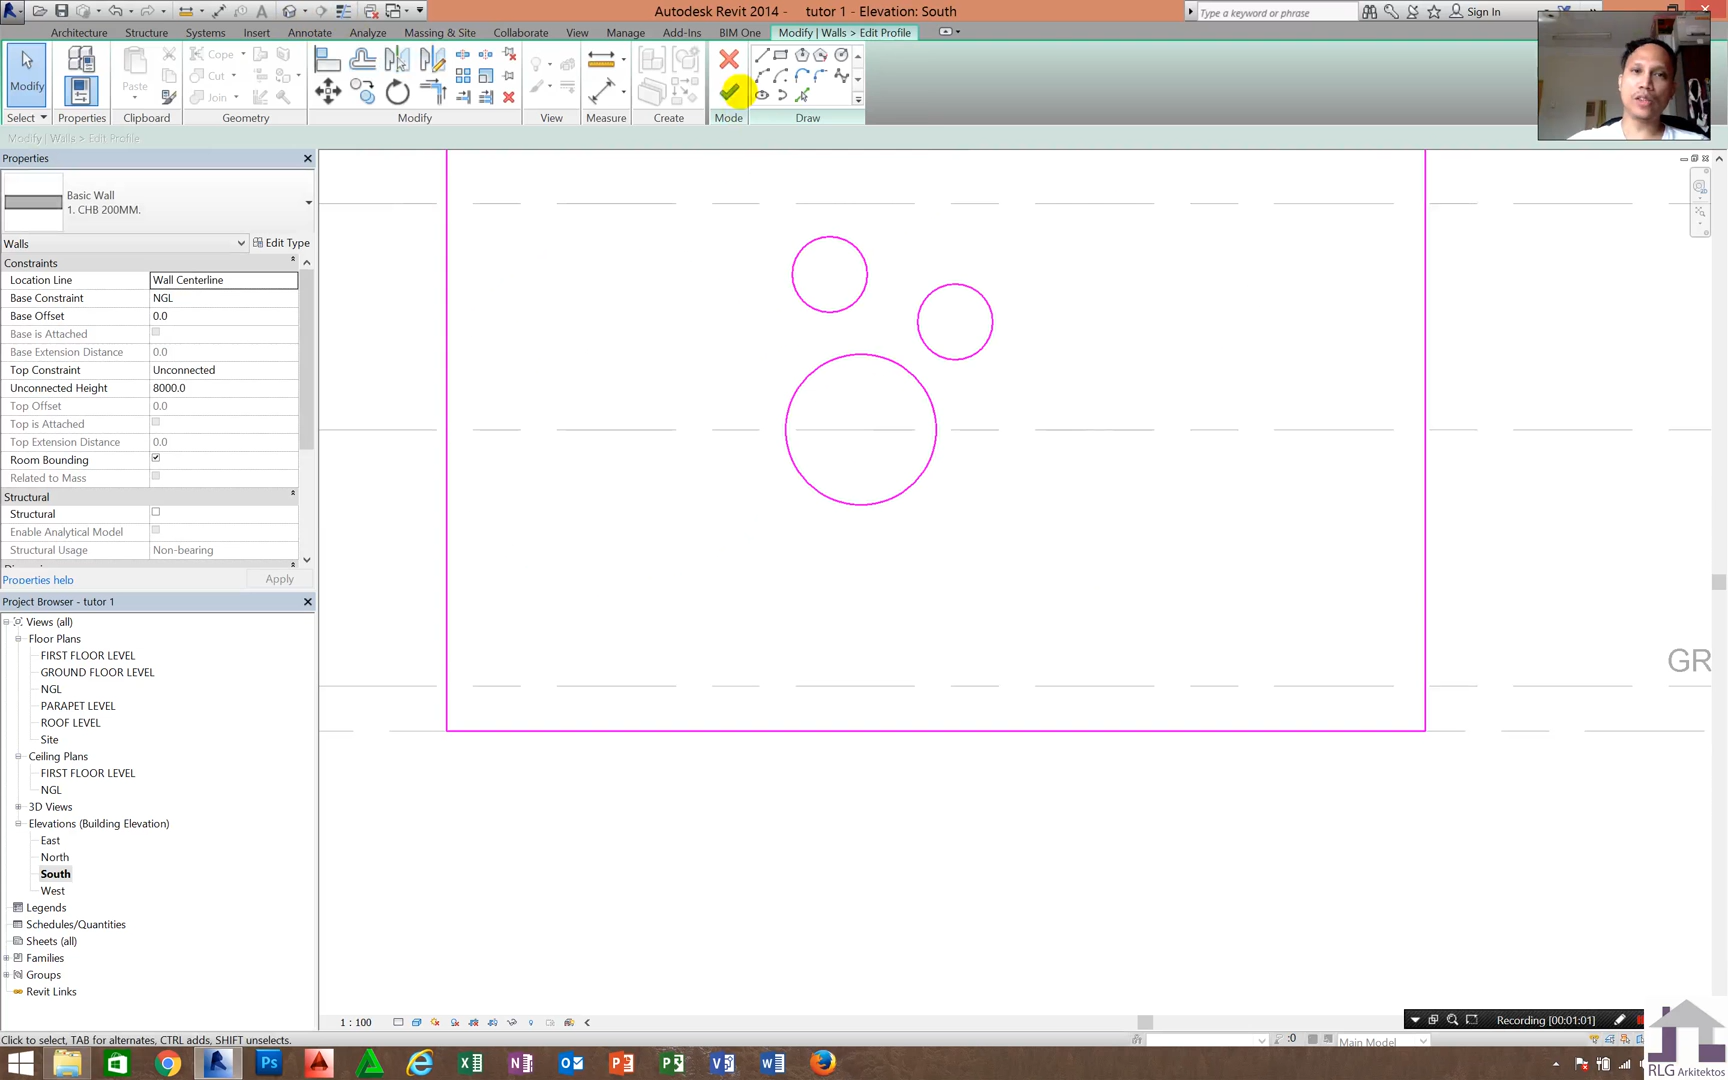 Autodesk Revit 2014 - tutor 1 - Elevation: South
Type a keyword or phrase
Sign In
Architecture Structure Systems Insert Annotate Analyze Massing & Site Collaborate View Manage Add-Ins BIM One Modify | Walls > Edit Profile
Modify
Paste
Cope
Cut
Join
Select Properties Clipboard Geometry Modify View Measure Create Mode Draw
Modify | Walls > Edit Profile
Properties
Basic Wall
1. CHB 200MM.
Walls
Edit Type
Constraints
Location Line Wall Centerline
Base Constraint NGL
Base Offset 0.0
Base is Attached
Base Extension Distance 0.0
Top Constraint Unconnected
Unconnected Height 8000.0
Top Offset 0.0
Top is Attached
Top Extension Distance 0.0
Room Bounding
Related to Mass
Structural
Structural
Enable Analytical Model
Structural Usage Non-bearing
Properties help
Apply
Project Browser - tutor 1
Views (all)
Floor Plans
FIRST FLOOR LEVEL
GROUND FLOOR LEVEL
NGL
PARAPET LEVEL
ROOF LEVEL
Site
Ceiling Plans
FIRST FLOOR LEVEL
NGL
3D Views
Elevations (Building Elevation)
East
North
South
West
Legends
Schedules/Quantities
Sheets (all)
Families
Groups
Revit Links
GR
1 : 100
Recording [00:01:01]
Click to select, TAB for alternates, CTRL adds, SHIFT unselects.
:0
Main Model
RLG Arkitektos